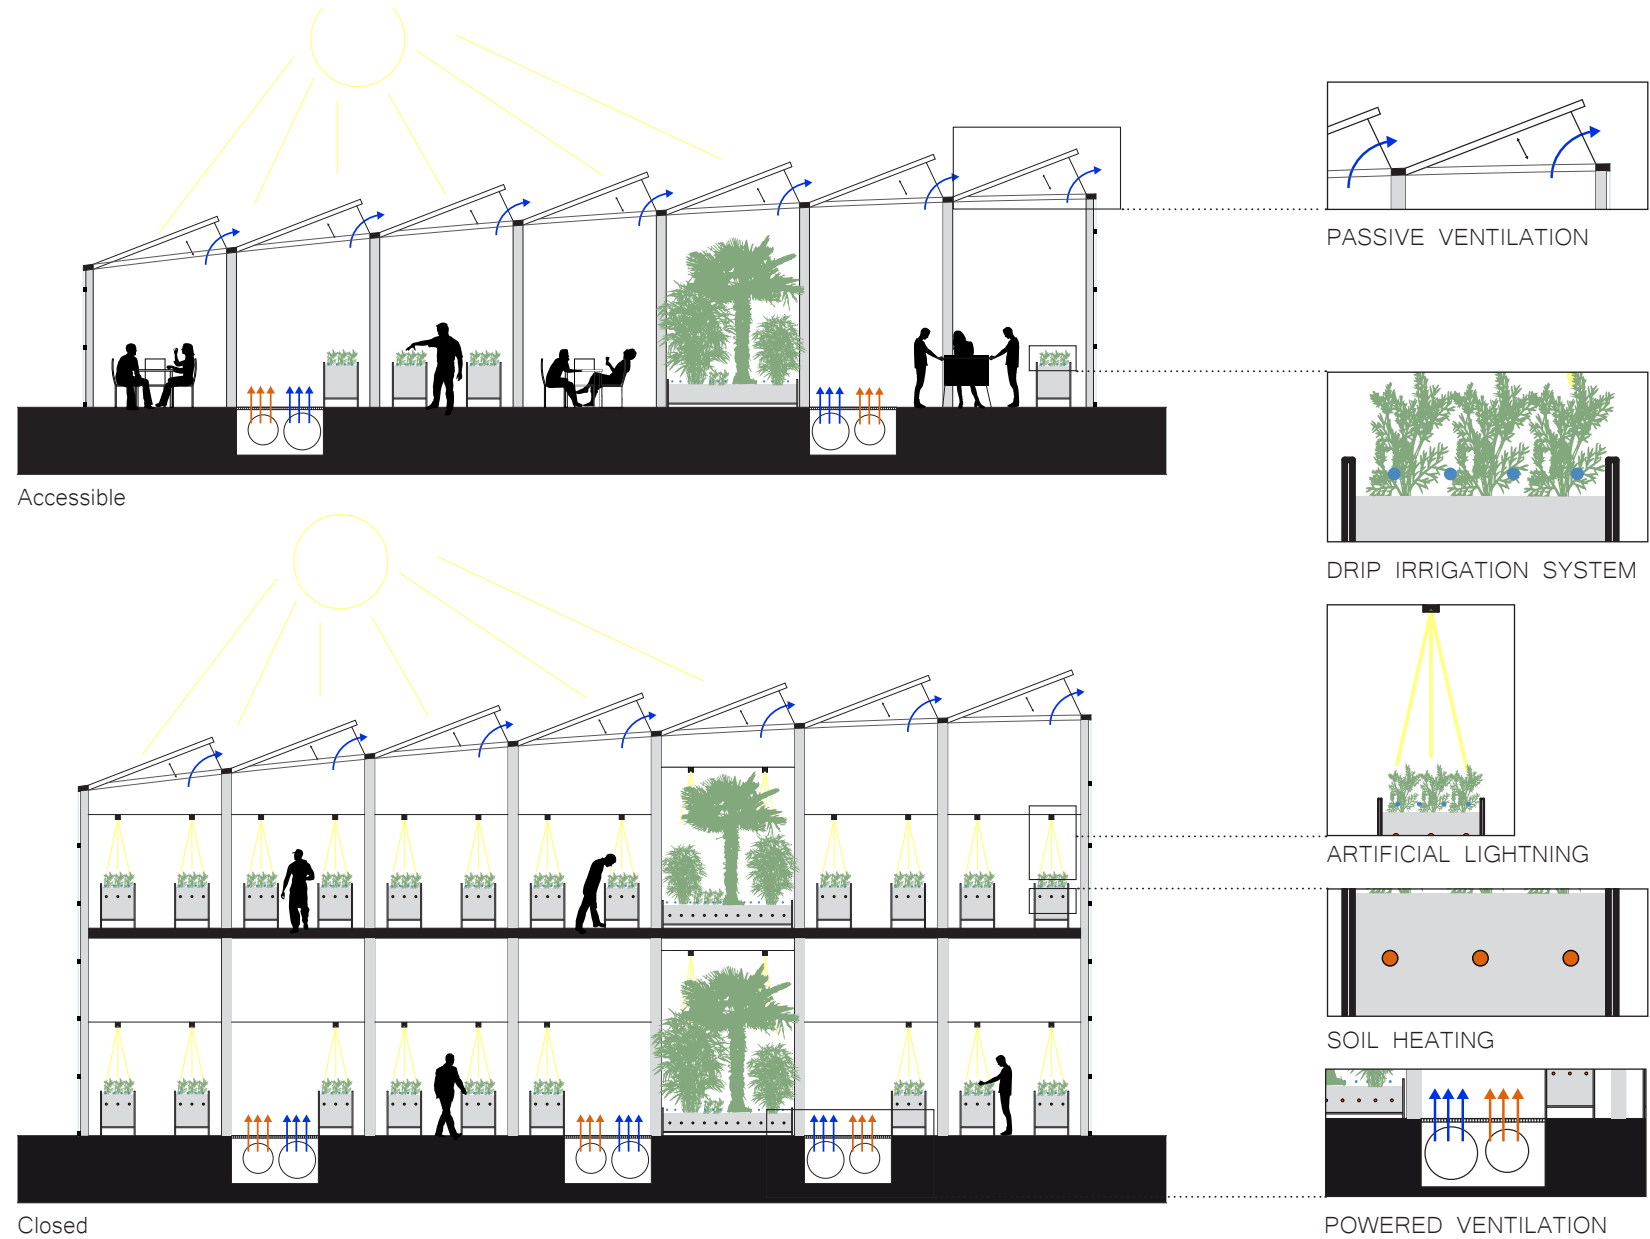 PASSIVE VENTILATION
Accessible
DRIP IRRIGATION SYSTEM
ARTIFICIAL LIGHTNING
SOIL HEATING
Closed
POWERED VENTILATION